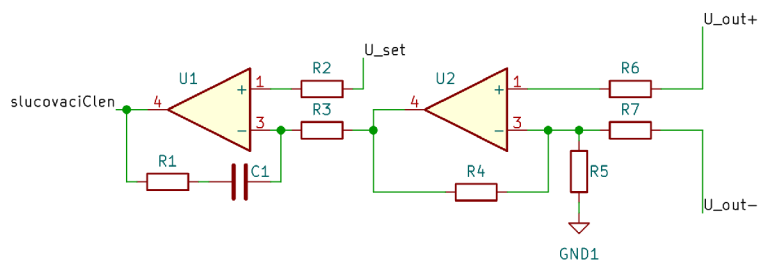 U_out+
U_set
U1
R2
U2
R6
+
1
+
1
slucovaciClen
4
R3
4
R7
−
3
−
3
R1
C1
R4
R5
U_out-
GND1